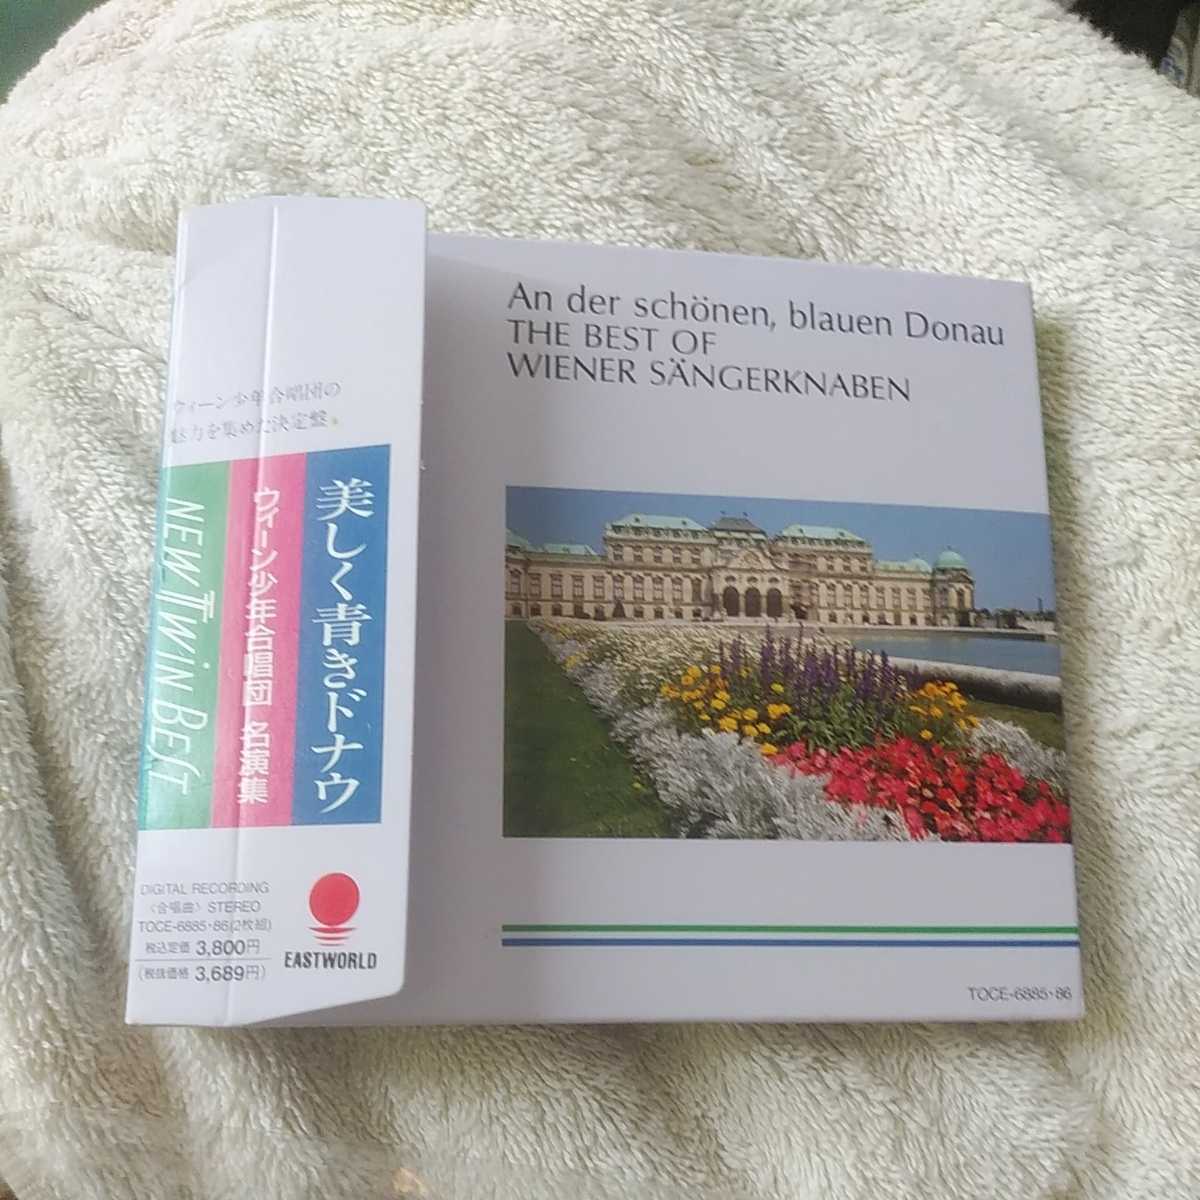 ウィーン少年合唱団の
魅力を集めた決定盤。
美しく青きドナウ
ウィーン少年合唱団 名演集
NEW TWIN BEST
DIGITAL RECORDING
〈合唱曲〉 STEREO
TOCE-6885・86(2枚組)
税込定価 3,800円
(税抜価格 3,689円)
EASTWORLD
An der schönen, blauen Donau
THE BEST OF
WIENER SÄNGERKNABEN
TOCE-6885・86